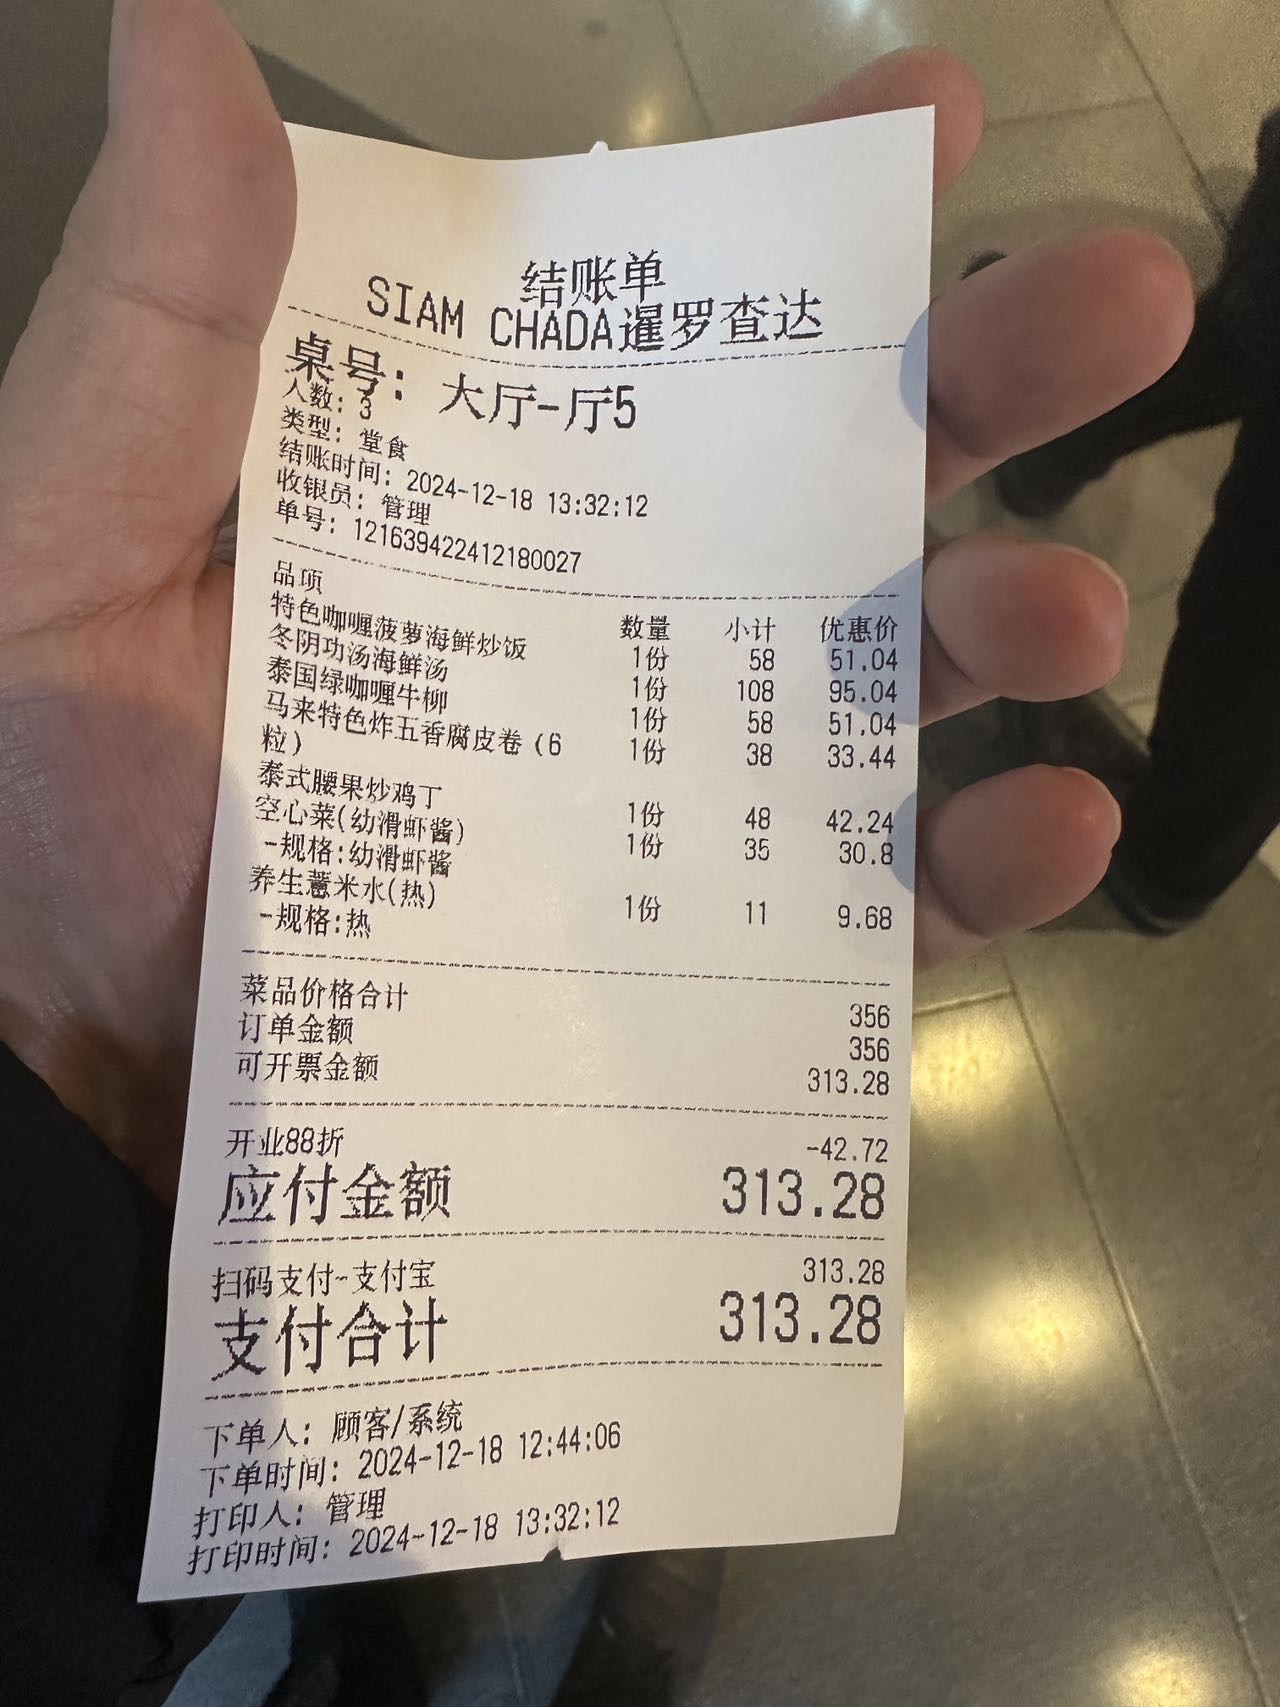 结账单
SIAM CHADA暹罗查达
桌号: 大厅-厅5
人数: 3
类型: 堂食
结账时间: 2024-12-18 13:32:12
收银员: 管理
单号: 121639422412180027
品项 数量 小计 优惠价
特色咖喱菠萝海鲜炒饭 1份 58 51.04
冬阴功汤海鲜汤 1份 108 95.04
泰国绿咖喱牛柳 1份 58 51.04
马来特色炸五香腐皮卷（6 1份 38 33.44
粒）
泰式腰果炒鸡丁 1份 48 42.24
空心菜(幼滑虾酱) 1份 35 30.8
-规格:幼滑虾酱
养生薏米水(热) 1份 11 9.68
-规格:热
菜品价格合计 356
订单金额 356
可开票金额 313.28
开业88折 -42.72
应付金额 313.28
扫码支付-支付宝 313.28
支付合计 313.28
下单人: 顾客/系统
下单时间: 2024-12-18 12:44:06
打印人: 管理
打印时间: 2024-12-18 13:32:12